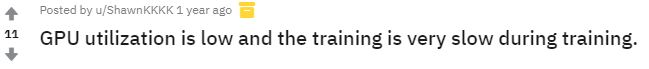 Posted by u/ShawnKKKK 1 year ago
11
GPU utilization is low and the training is very slow during training.